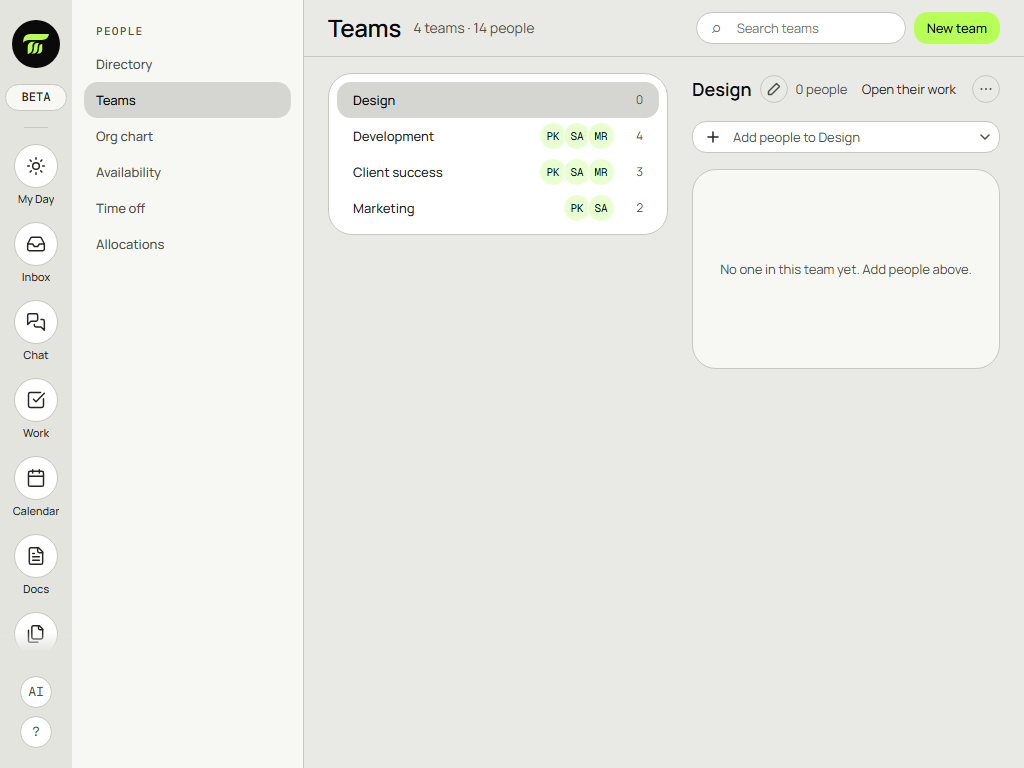 BETA
My Day
Inbox
Chat
Work
Calendar
Docs
AI
?
PEOPLE
Directory
Teams
Org chart
Availability
Time off
Allocations
Teams 4 teams · 14 people
Search teams
New team
Design 0
Development PK SA MR 4
Client success PK SA MR 3
Marketing PK SA 2
Design 0 people Open their work
Add people to Design
No one in this team yet. Add people above.